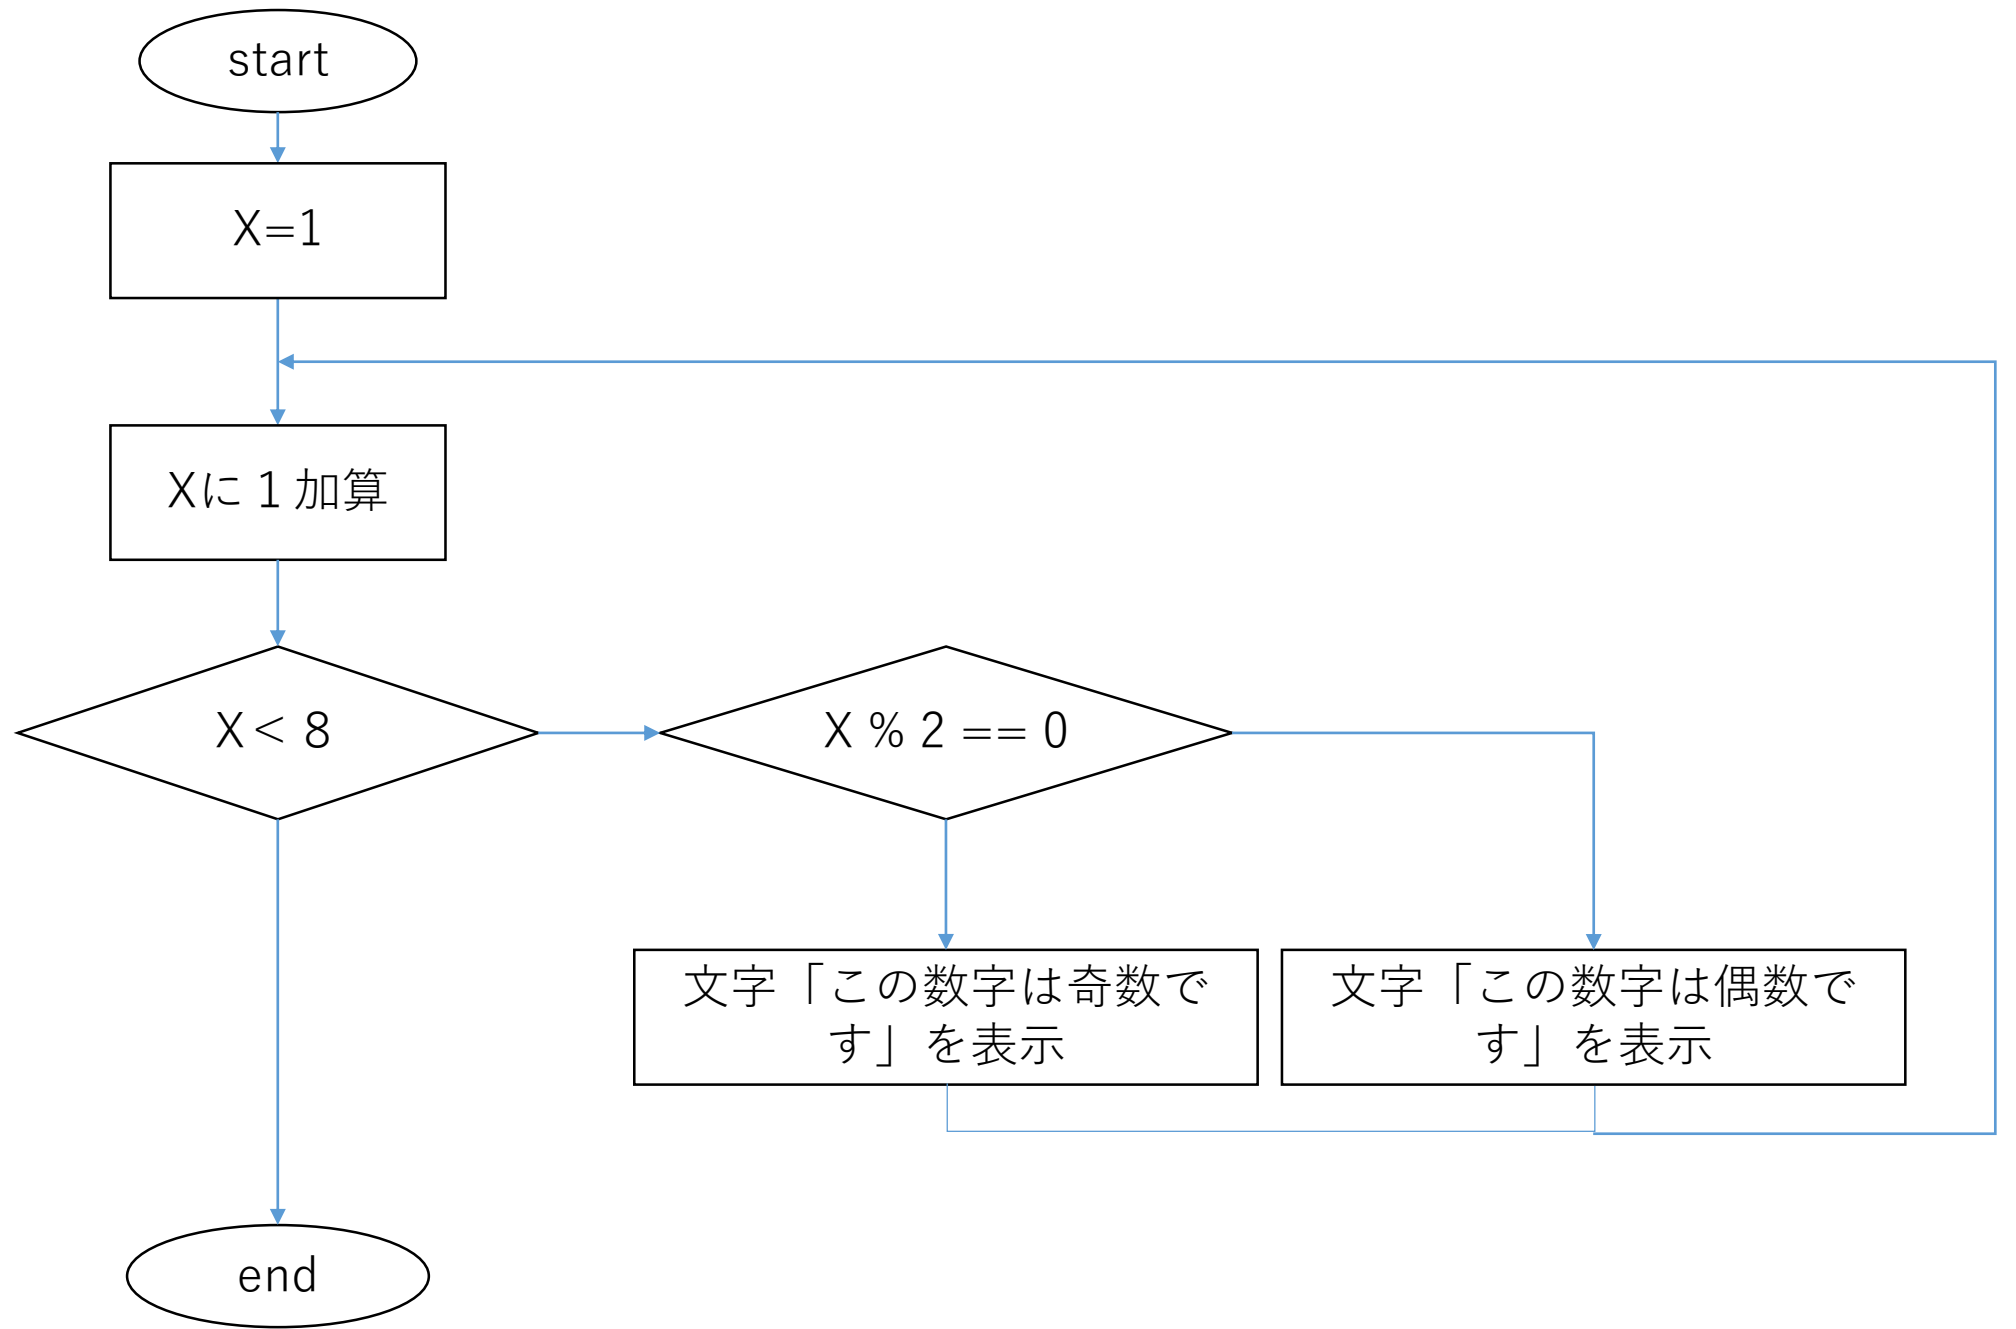 start
X=1
Xに１加算
X< 8
X % 2 == 0
文字「この数字は奇数で
す」を表示
文字「この数字は偶数で
す」を表示
end